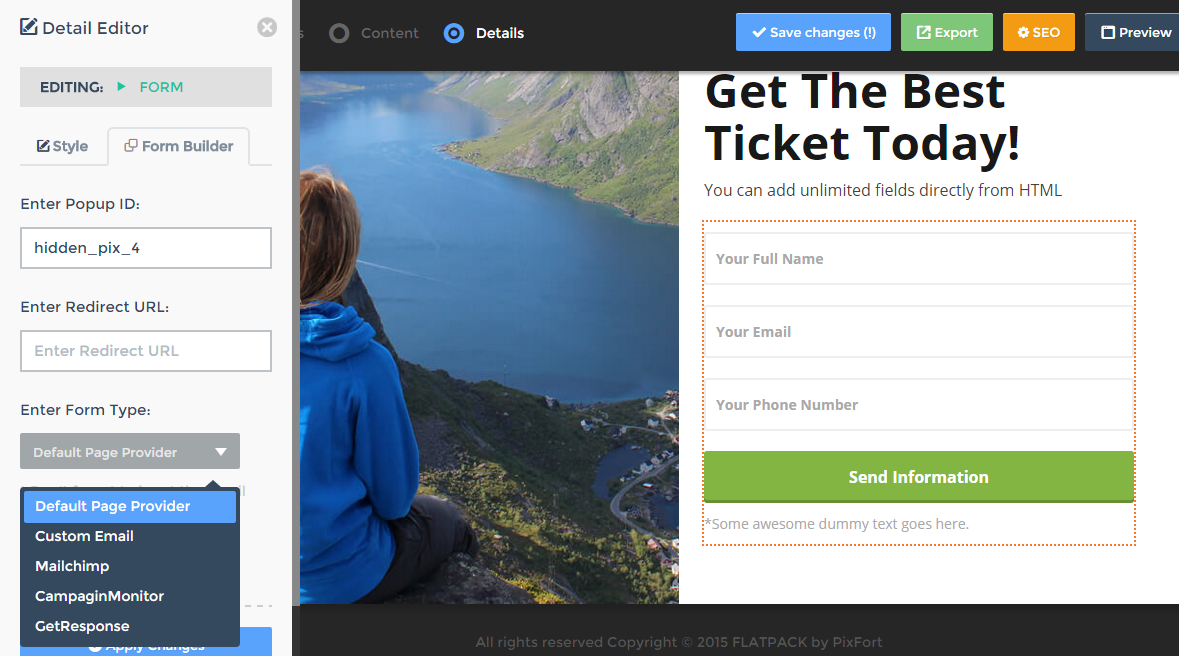 Detail Editor
EDITING: FORM
Style Form Builder
Enter Popup ID:
hidden_pix_4
Enter Redirect URL:
Enter Redirect URL
Enter Form Type:
Default Page Provider
Default Page Provider
Custom Email
Mailchimp
CampaginMonitor
GetResponse
Apply Changes
s Content Details
Save changes (!) Export SEO Preview
Get The Best
Ticket Today!
You can add unlimited fields directly from HTML
Your Full Name
Your Email
Your Phone Number
Send Information
*Some awesome dummy text goes here.
All rights reserved Copyright © 2015 FLATPACK by PixFort